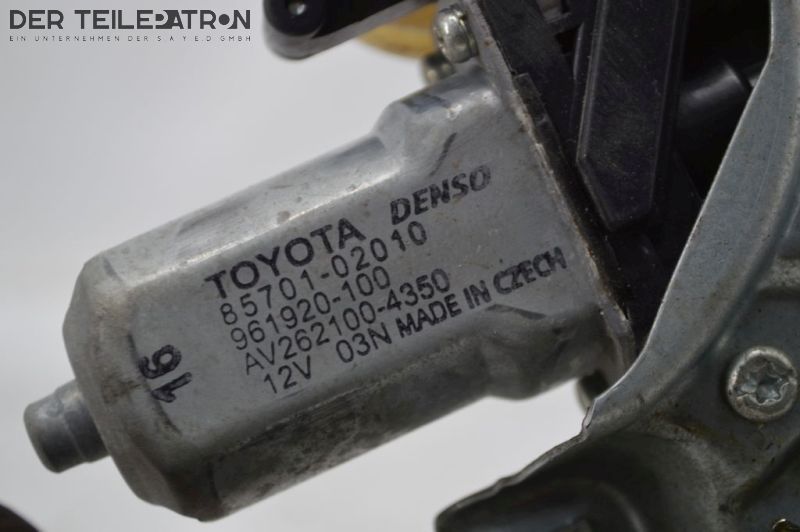 DER TEILEPATRON
EIN UNTERNEHMEN DER S A Y E D GMBH
TOYOTA DENSO
85701-02010
961920-100
AV262100-4350
12V 03N MADE IN CZECH
16